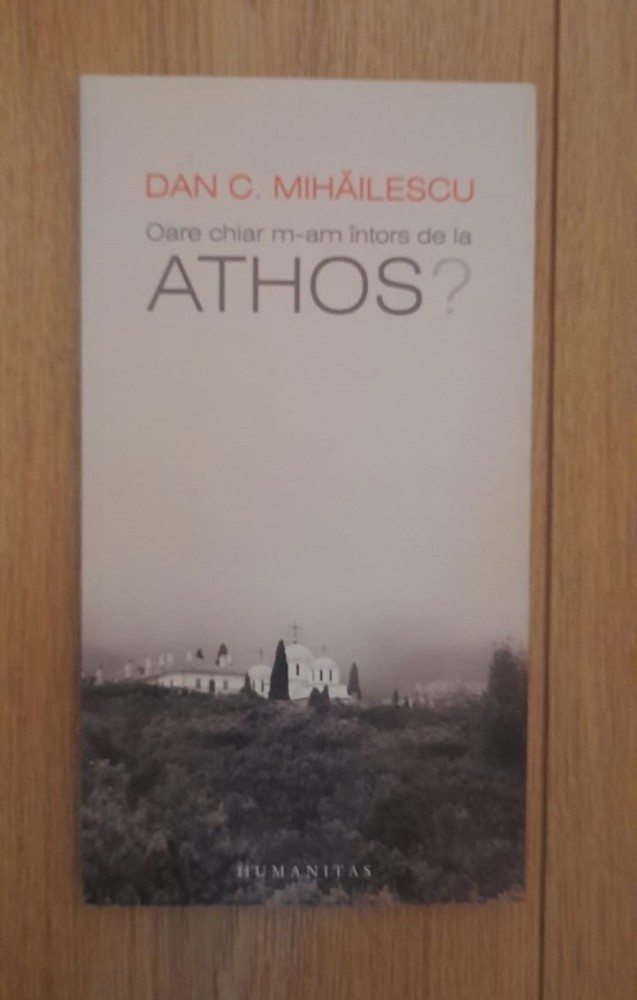 DAN C. MIHĂILESCU
Oare chiar m-am întors de la
ATHOS?
HUMANITAS